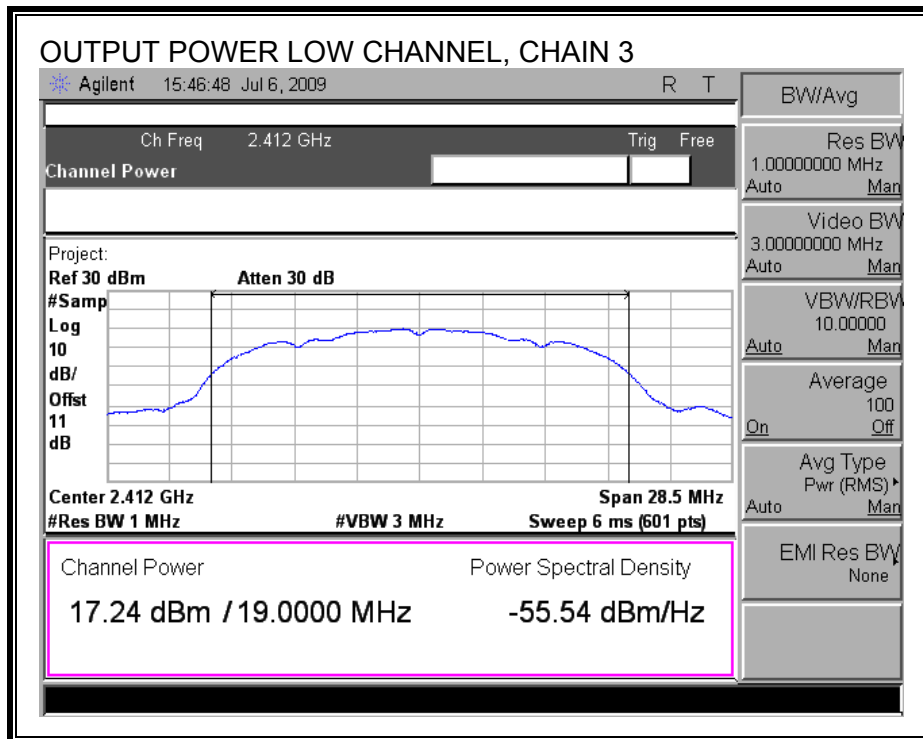 OUTPUT POWER LOW CHANNEL, CHAIN 3
Agilent 15:46:48 Jul 6, 2009 R T
Ch Freq 2.412 GHz Trig Free
Channel Power
Project:
Ref 30 dBm Atten 30 dB
#Samp
Log
10
dB/
Offst
11
dB
Center 2.412 GHz Span 28.5 MHz
#Res BW 1 MHz #VBW 3 MHz Sweep 6 ms (601 pts)
Channel Power Power Spectral Density
17.24 dBm / 19.0000 MHz -55.54 dBm/Hz
BW/Avg
Res BW
1.00000000 MHz
Auto Man
Video BW
3.00000000 MHz
Auto Man
VBW/RBW
10.00000
Auto Man
Average
100
On Off
Avg Type
Pwr (RMS)
Auto Man
EMI Res BW
None